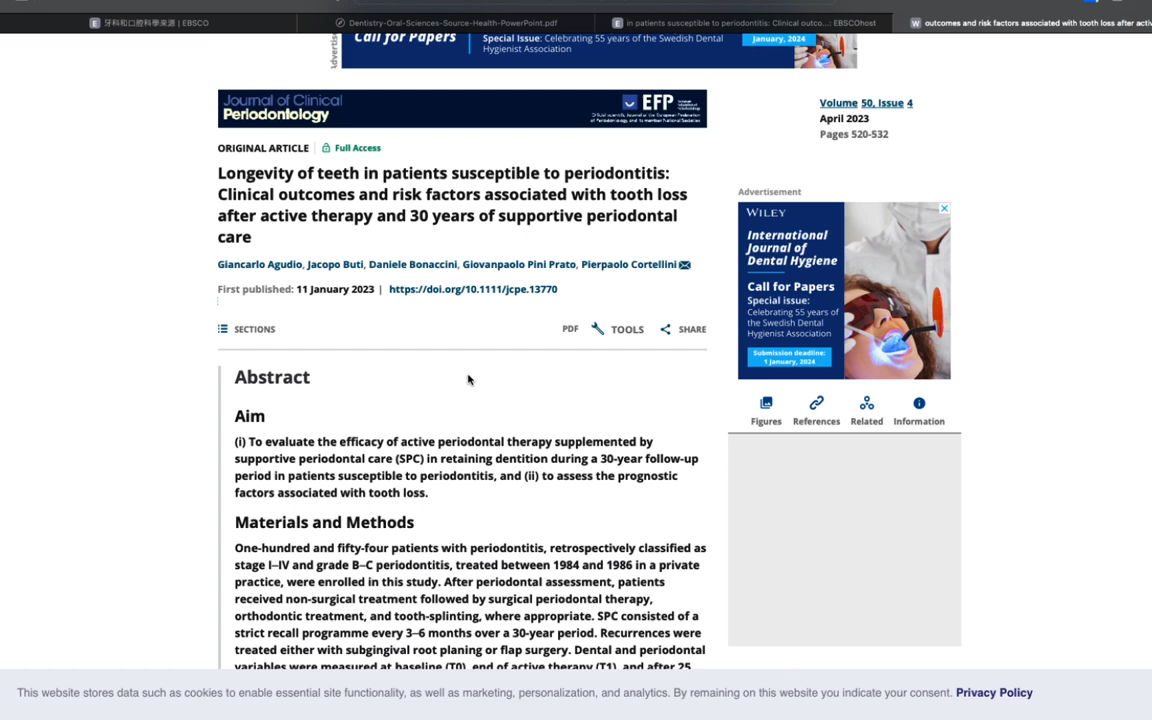 牙科和口腔科學來源 | EBSCO
Dentistry-Oral-Sciences-Source-Health-PowerPoint.pdf
in patients susceptible to periodontitis: Clinical outco...: EBSCOhost
outcomes and risk factors associated with tooth loss after activ
Advertise
Call for Papers
Special Issue: Celebrating 55 years of the Swedish Dental
Hygienist Association
January, 2024
Journal of Clinical
Periodontology
EFP
ORIGINAL ARTICLE
Full Access
Longevity of teeth in patients susceptible to periodontitis:
Clinical outcomes and risk factors associated with tooth loss
after active therapy and 30 years of supportive periodontal
care
Giancarlo Agudio, Jacopo Buti, Daniele Bonaccini, Giovanpaolo Pini Prato, Pierpaolo Cortellini
First published: 11 January 2023 | https://doi.org/10.1111/jcpe.13770
SECTIONS
PDF
TOOLS
SHARE
Abstract
Aim
(i) To evaluate the efficacy of active periodontal therapy supplemented by
supportive periodontal care (SPC) in retaining dentition during a 30-year follow-up
period in patients susceptible to periodontitis, and (ii) to assess the prognostic
factors associated with tooth loss.
Materials and Methods
One-hundred and fifty-four patients with periodontitis, retrospectively classified as
stage I–IV and grade B–C periodontitis, treated between 1984 and 1986 in a private
practice, were enrolled in this study. After periodontal assessment, patients
received non-surgical treatment followed by surgical periodontal therapy,
orthodontic treatment, and tooth-splinting, where appropriate. SPC consisted of a
strict recall programme every 3–6 months over a 30-year period. Recurrences were
treated either with subgingival root planing or flap surgery. Dental and periodontal
variables were measured at baseline (T0), end of active therapy (T1), and after 25
Volume 50, Issue 4
April 2023
Pages 520-532
Advertisement
WILEY
International
Journal of
Dental Hygiene
Call for Papers
Special issue:
Celebrating 55 years of
the Swedish Dental
Hygienist Association
Submission deadline:
1 January, 2024
Figures
References
Related
Information
This website stores data such as cookies to enable essential site functionality, as well as marketing, personalization, and analytics. By remaining on this website you indicate your consent. Privacy Policy